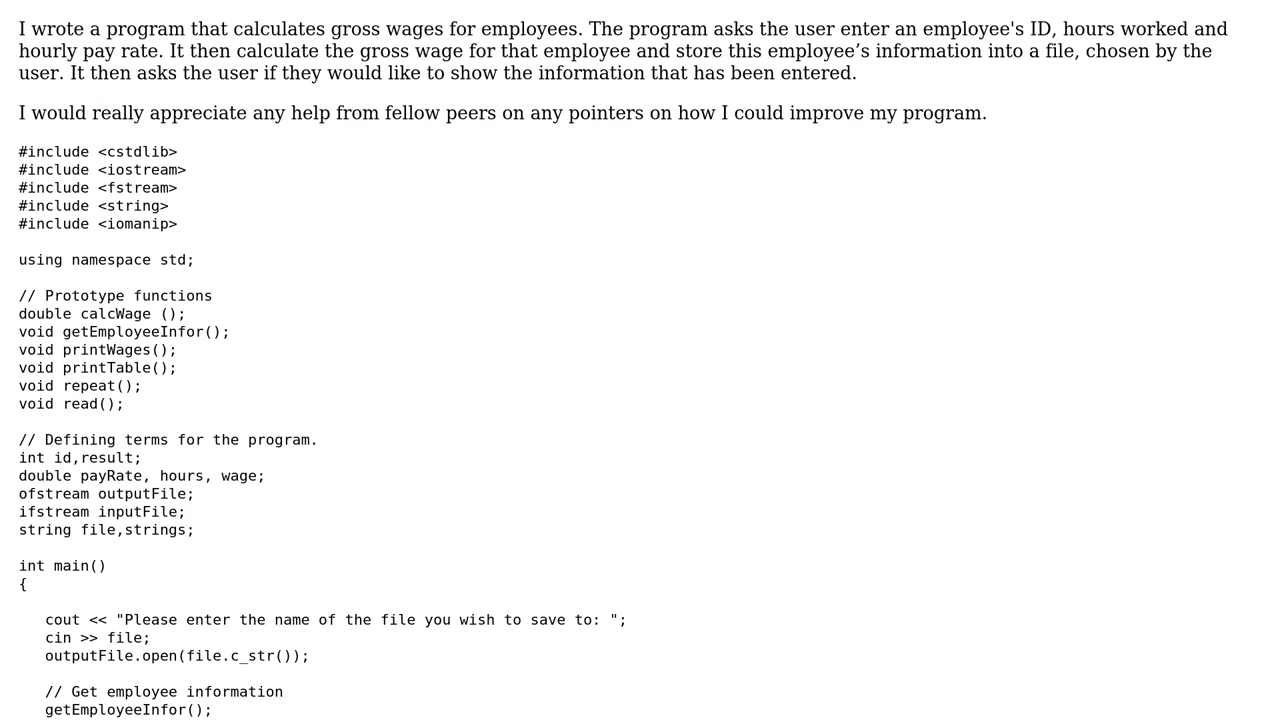 I wrote a program that calculates gross wages for employees. The program asks the user enter an employee's ID, hours worked and
hourly pay rate. It then calculate the gross wage for that employee and store this employee’s information into a file, chosen by the
user. It then asks the user if they would like to show the information that has been entered.
I would really appreciate any help from fellow peers on any pointers on how I could improve my program.
#include <cstdlib>
#include <iostream>
#include <fstream>
#include <string>
#include <iomanip>
using namespace std;
// Prototype functions
double calcWage ();
void getEmployeeInfor();
void printWages();
void printTable();
void repeat();
void read();
// Defining terms for the program.
int id,result;
double payRate, hours, wage;
ofstream outputFile;
ifstream inputFile;
string file,strings;
int main()
{
cout << "Please enter the name of the file you wish to save to: ";
cin >> file;
outputFile.open(file.c_str());
// Get employee information
getEmployeeInfor();